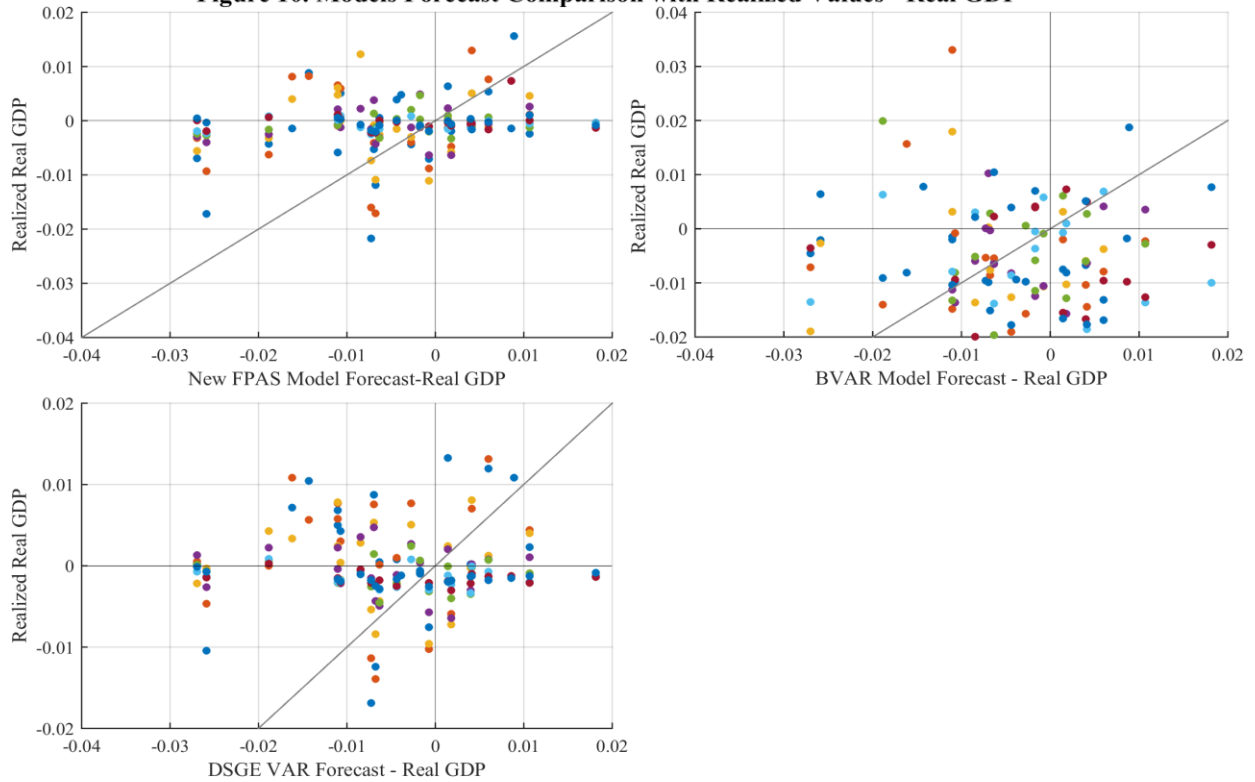 Figure 10. Models Forecast Comparison with Realized Values - Real GDP
0.02
0.01
0
-0.01
-0.02
-0.03
-0.04
Realized Real GDP
-0.04 -0.03 -0.02 -0.01 0 0.01 0.02
New FPAS Model Forecast-Real GDP
0.04
0.03
0.02
0.01
0
-0.01
-0.02
Realized Real GDP
-0.04 -0.03 -0.02 -0.01 0 0.01 0.02
BVAR Model Forecast - Real GDP
0.02
0.01
0
-0.01
-0.02
Realized Real GDP
-0.04 -0.03 -0.02 -0.01 0 0.01 0.02
DSGE VAR Forecast - Real GDP